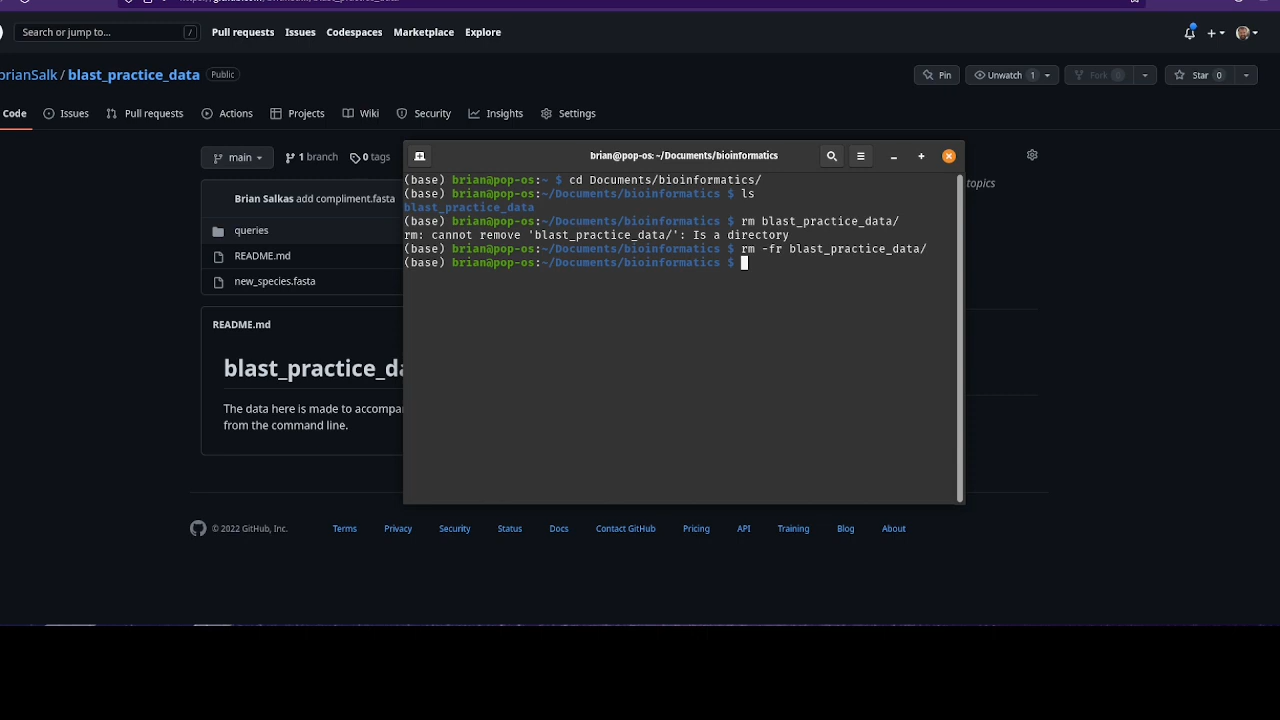 Search or jump to... / Pull requests Issues Codespaces Marketplace Explore
brianSalk / blast_practice_data Public Pin Unwatch 1 Fork 0 Star 0
Code Issues Pull requests Actions Projects Wiki Security Insights Settings
main 1 branch 0 tags
brian@pop-os: ~/Documents/bioinformatics
topics
Brian Salkas add compliment.fasta
queries
README.md
new_species.fasta
README.md
blast_practice_da
The data here is made to accompa
from the command line.
(base) brian@pop-os:~ $ cd Documents/bioinformatics/
(base) brian@pop-os:~/Documents/bioinformatics $ ls
blast_practice_data
(base) brian@pop-os:~/Documents/bioinformatics $ rm blast_practice_data/
rm: cannot remove 'blast_practice_data/': Is a directory
(base) brian@pop-os:~/Documents/bioinformatics $ rm -fr blast_practice_data/
(base) brian@pop-os:~/Documents/bioinformatics $
© 2022 GitHub, Inc. Terms Privacy Security Status Docs Contact GitHub Pricing API Training Blog About